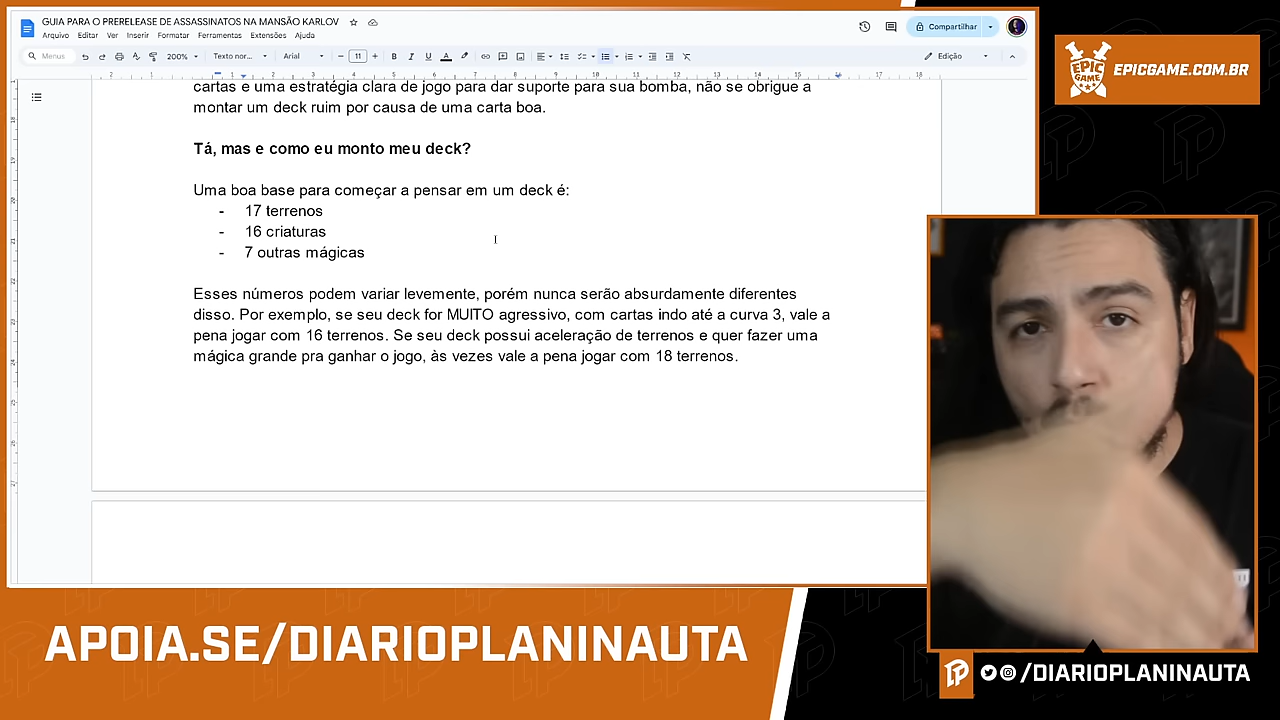 GUIA PARA O PRERELEASE DE ASSASSINATOS NA MANSÃO KARLOV
Arquivo Editar Ver Inserir Formatar Ferramentas Extensões Ajuda
Compartilhar
Menus 200% Texto nor... Arial 11 Edição
cartas e uma estratégia clara de jogo para dar suporte para sua bomba, não se obrigue a
montar um deck ruim por causa de uma carta boa.
Tá, mas e como eu monto meu deck?
Uma boa base para começar a pensar em um deck é:
- 17 terrenos
- 16 criaturas
- 7 outras mágicas
Esses números podem variar levemente, porém nunca serão absurdamente diferentes
disso. Por exemplo, se seu deck for MUITO agressivo, com cartas indo até a curva 3, vale a
pena jogar com 16 terrenos. Se seu deck possui aceleração de terrenos e quer fazer uma
mágica grande pra ganhar o jogo, às vezes vale a pena jogar com 18 terrenos.
EPIC GAME
EPICGAME.COM.BR
APOIA.SE/DIARIOPLANINAUTA
/DIARIOPLANINAUTA